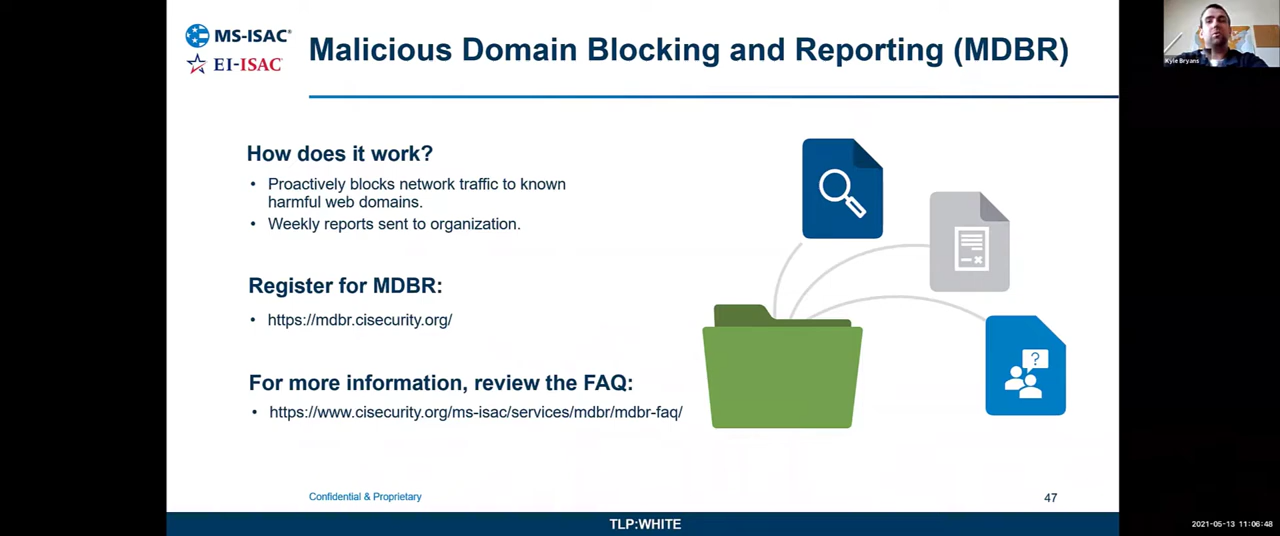 MS-ISAC®
EI-ISAC®
Malicious Domain Blocking and Reporting (MDBR)
Kyle Bryans
How does it work?
• Proactively blocks network traffic to known
harmful web domains.
• Weekly reports sent to organization.
Register for MDBR:
• https://mdbr.cisecurity.org/
For more information, review the FAQ:
• https://www.cisecurity.org/ms-isac/services/mdbr/mdbr-faq/
?
Confidential & Proprietary
47
TLP:WHITE
2021-05-13 11:06:48